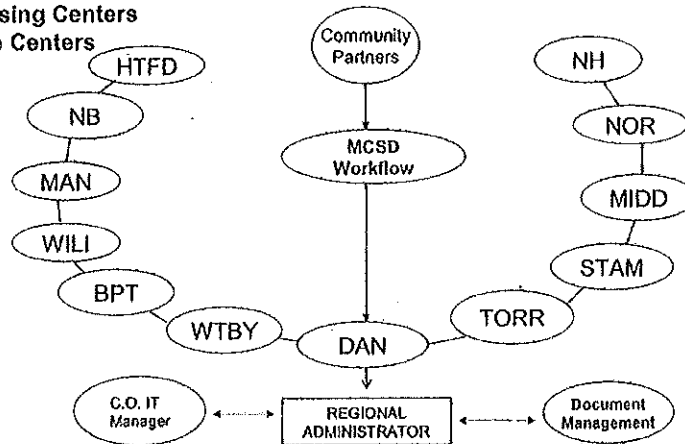 sing Centers
Centers
HTFD
Community
Partners
NH
NB
NOR
MCSD
Workflow
MAN
MIDD
WILI
STAM
BPT
TORR
WTBY
DAN
C.O. IT
Manager
REGIONAL
ADMINISTRATOR
Document
Management